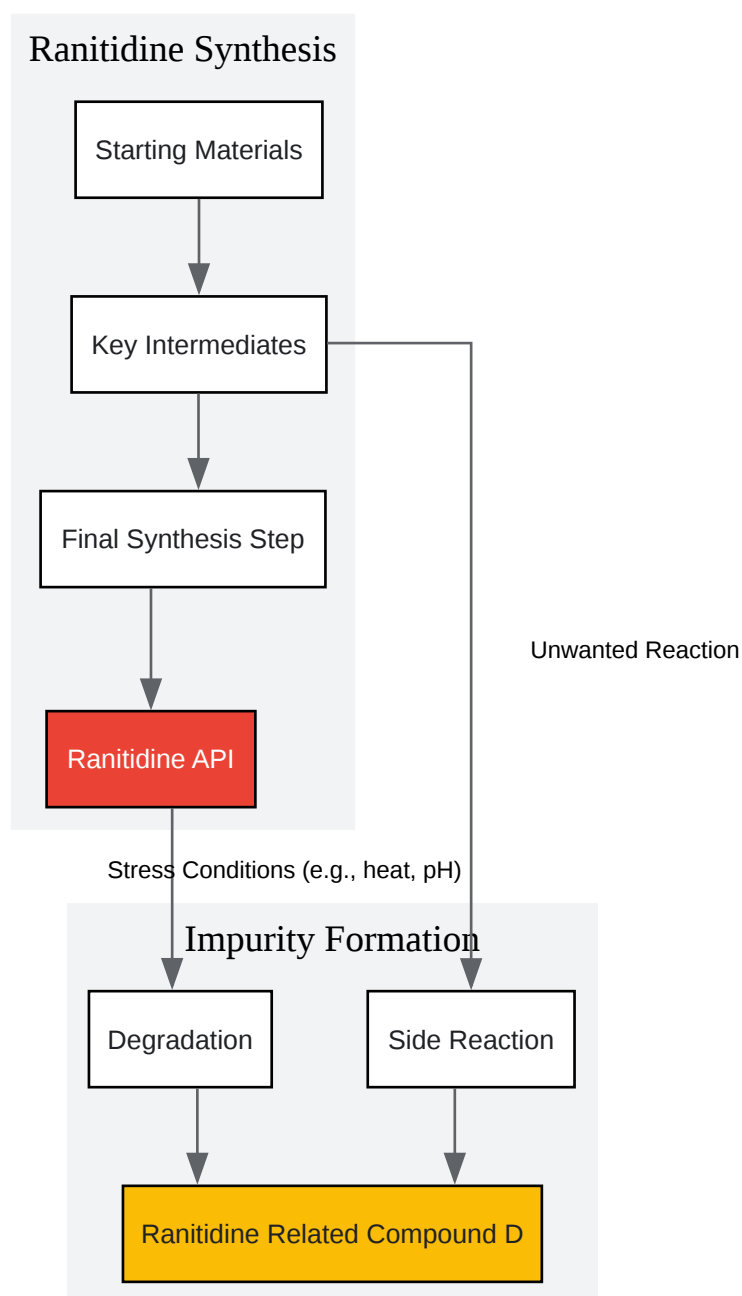 Ranitidine Synthesis
Starting Materials
Key Intermediates
Final Synthesis Step
Unwanted Reaction
Ranitidine API
Stress Conditions (e.g., heat, pH)
Impurity Formation
Degradation
Side Reaction
Ranitidine Related Compound D